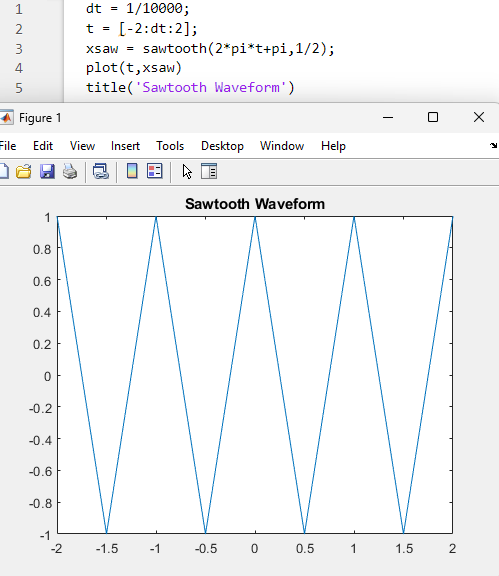 1 dt = 1/10000;
2 t = [-2:dt:2];
3 xsaw = sawtooth(2*pi*t+pi,1/2);
4 plot(t,xsaw)
5 title('Sawtooth Waveform')
Figure 1
File Edit View Insert Tools Desktop Window Help
Sawtooth Waveform
1
0.8
0.6
0.4
0.2
0
-0.2
-0.4
-0.6
-0.8
-1
-2 -1.5 -1 -0.5 0 0.5 1 1.5 2